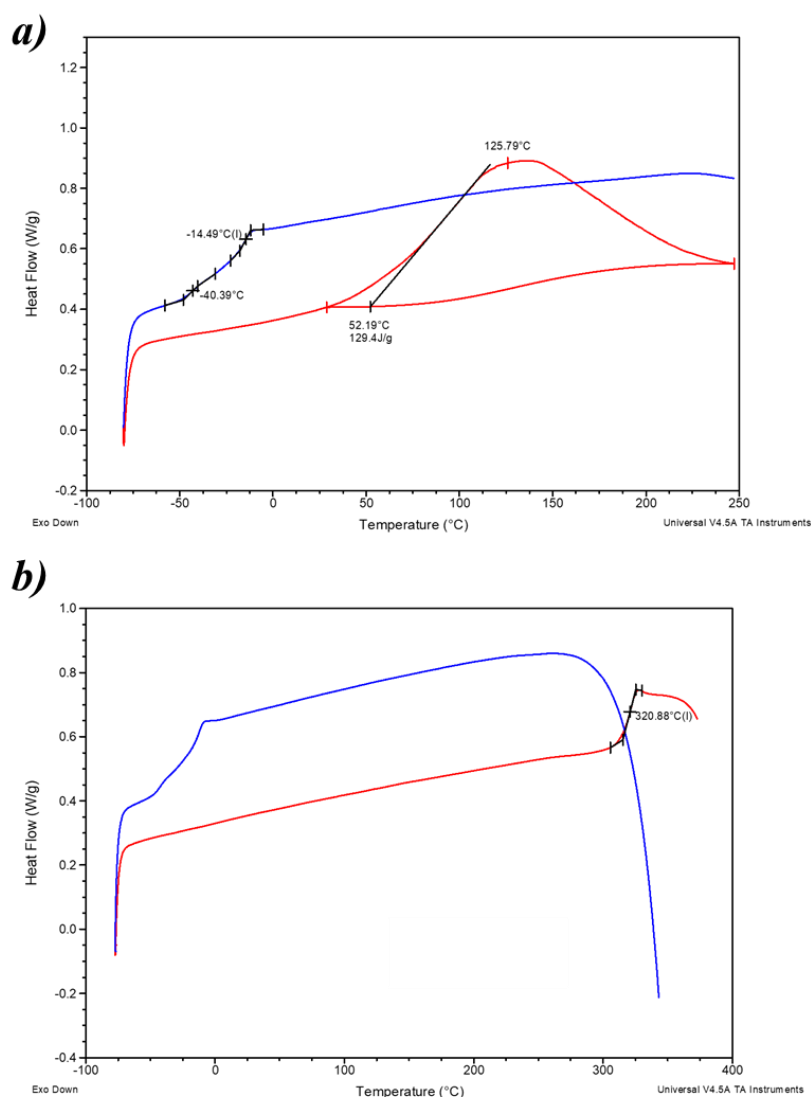 a)
1.2
1.0
0.8
0.6
0.4
0.2
0.0
-0.2
Heat Flow (W/g)
125.79°C
-14.49°C(I)
-40.39°C
52.19°C
129.4J/g
-100
-50
0
50
100
150
200
250
Exo Down
Temperature (°C)
Universal V4.5A TA Instruments
b)
1.0
0.8
0.6
0.4
0.2
0.0
-0.2
-0.4
Heat Flow (W/g)
320.88°C(I)
-100
0
100
200
300
400
Exo Down
Temperature (°C)
Universal V4.5A TA Instruments